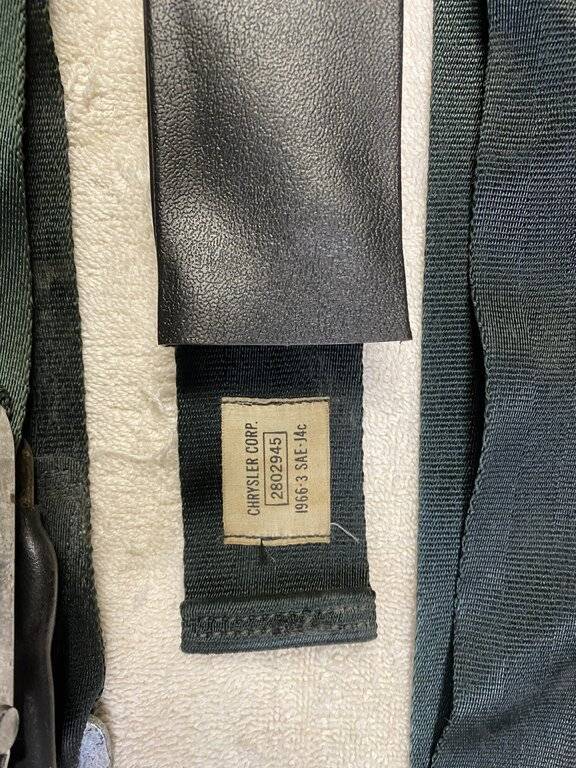 CHRYSLER CORP.
2802945
1966-3 SAE-J4c